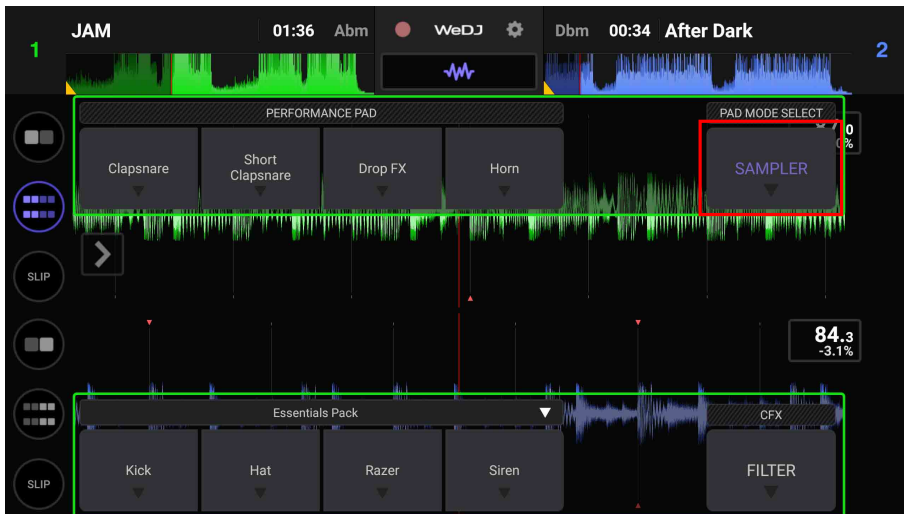 1
JAM
01:36
Abm
WeDJ
Dbm
00:34
After Dark
2
PERFORMANCE PAD
PAD MODE SELECT
Clapsnare
Short
Clapsnare
Drop FX
Horn
SAMPLER
SLIP
84.3
-3.1%
Essentials Pack
CFX
Kick
Hat
Razer
Siren
FILTER
SLIP